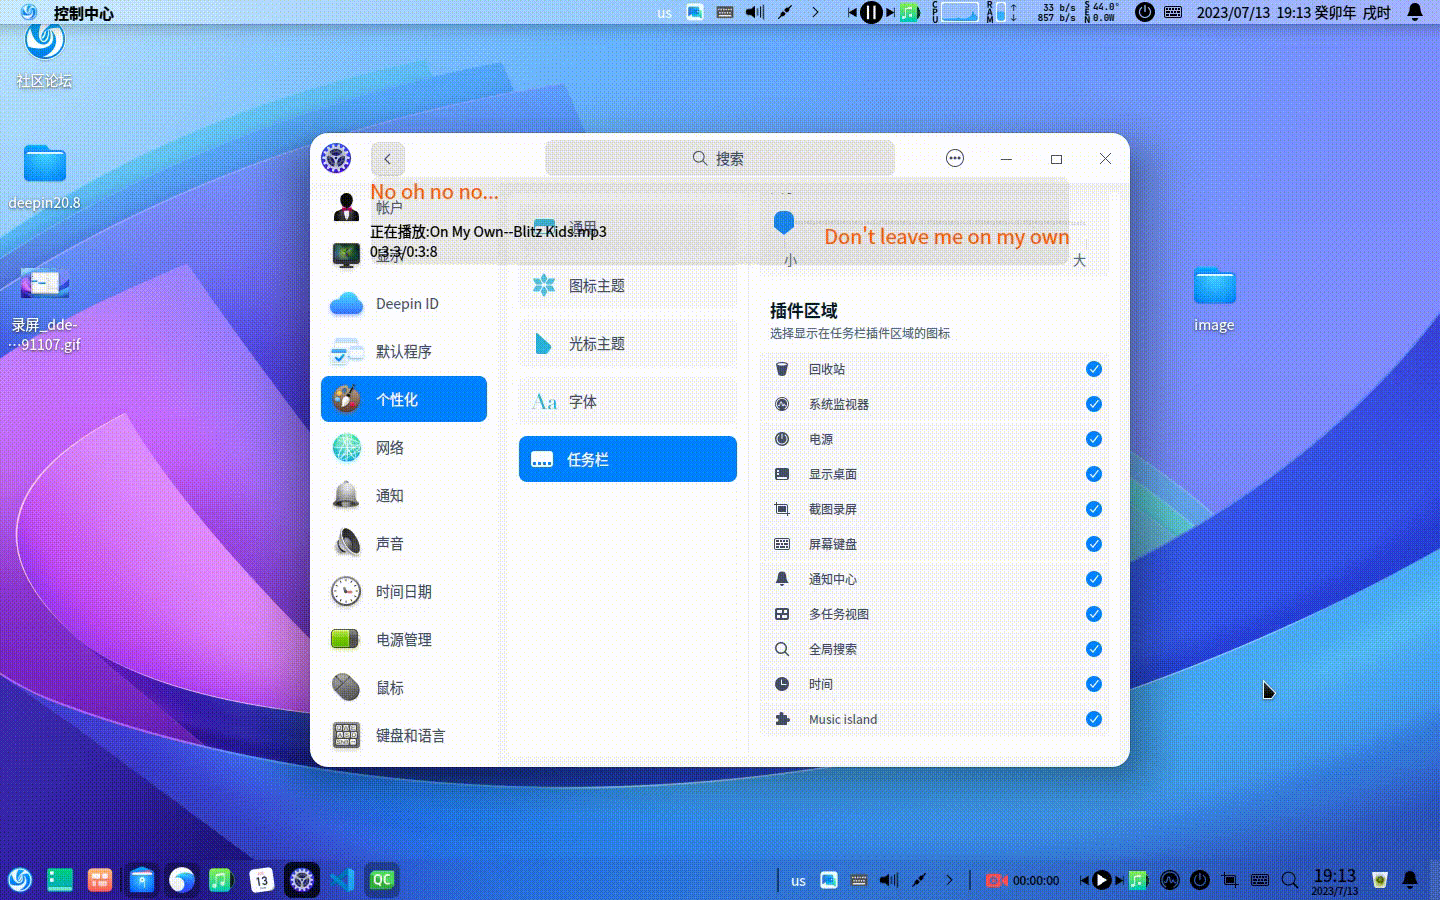 控制中心
us
CPU
RAM
33 b/s
857 b/s
SEN
44.0°
0.0W
2023/07/13 19:13 癸卯年 戌时
社区论坛
deepin20.8
录屏_dde-
…91107.gif
image
搜索
No oh no no...
正在播放:On My Own--Blitz Kids.mp3
0:3:3/0:3:8
Don't leave me on my own
帐户
显示
Deepin ID
默认程序
个性化
网络
通知
声音
时间日期
电源管理
鼠标
键盘和语言
通用
图标主题
光标主题
Aa 字体
任务栏
小
大
插件区域
选择显示在任务栏插件区域的图标
回收站
系统监视器
电源
显示桌面
截图录屏
屏幕键盘
通知中心
多任务视图
全局搜索
时间
Music island
13
QC
us
00:00:00
19:13
2023/7/13